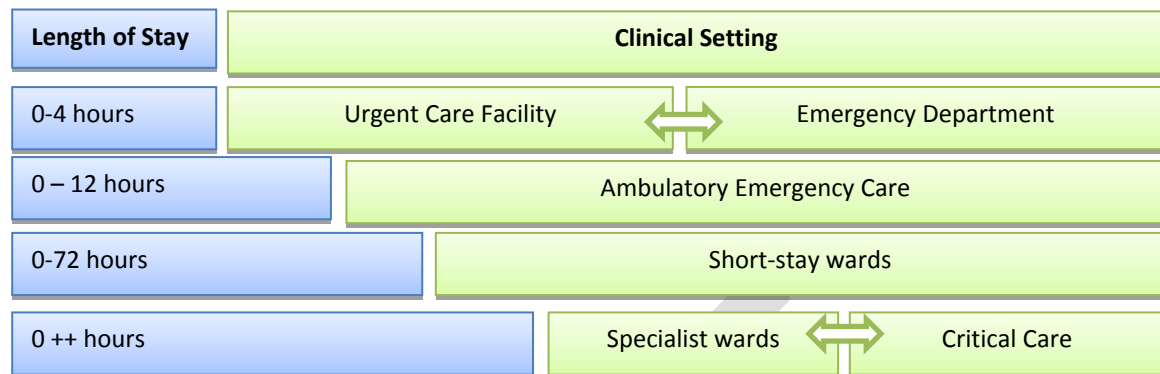 Length of Stay Clinical Setting
0-4 hours Urgent Care Facility Emergency Department
0 – 12 hours Ambulatory Emergency Care
0-72 hours Short-stay wards
0 ++ hours Specialist wards Critical Care